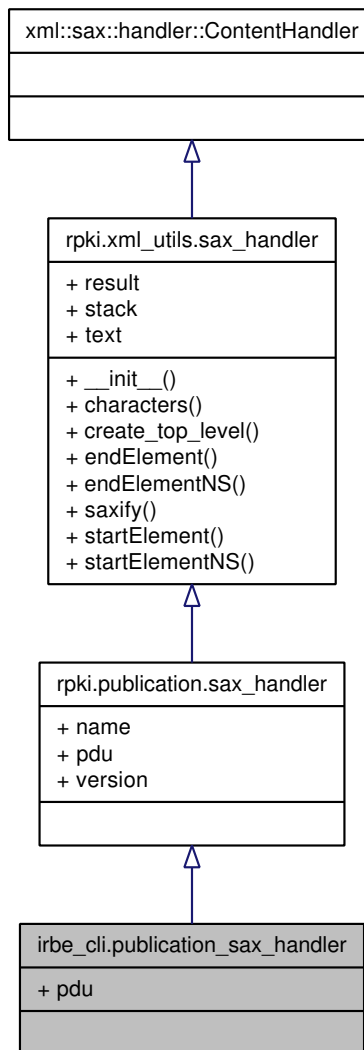 xml::sax::handler::ContentHandler
rpki.xml_utils.sax_handler
+ result
+ stack
+ text
+ __init__()
+ characters()
+ create_top_level()
+ endElement()
+ endElementNS()
+ saxify()
+ startElement()
+ startElementNS()
rpki.publication.sax_handler
+ name
+ pdu
+ version
irbe_cli.publication_sax_handler
+ pdu